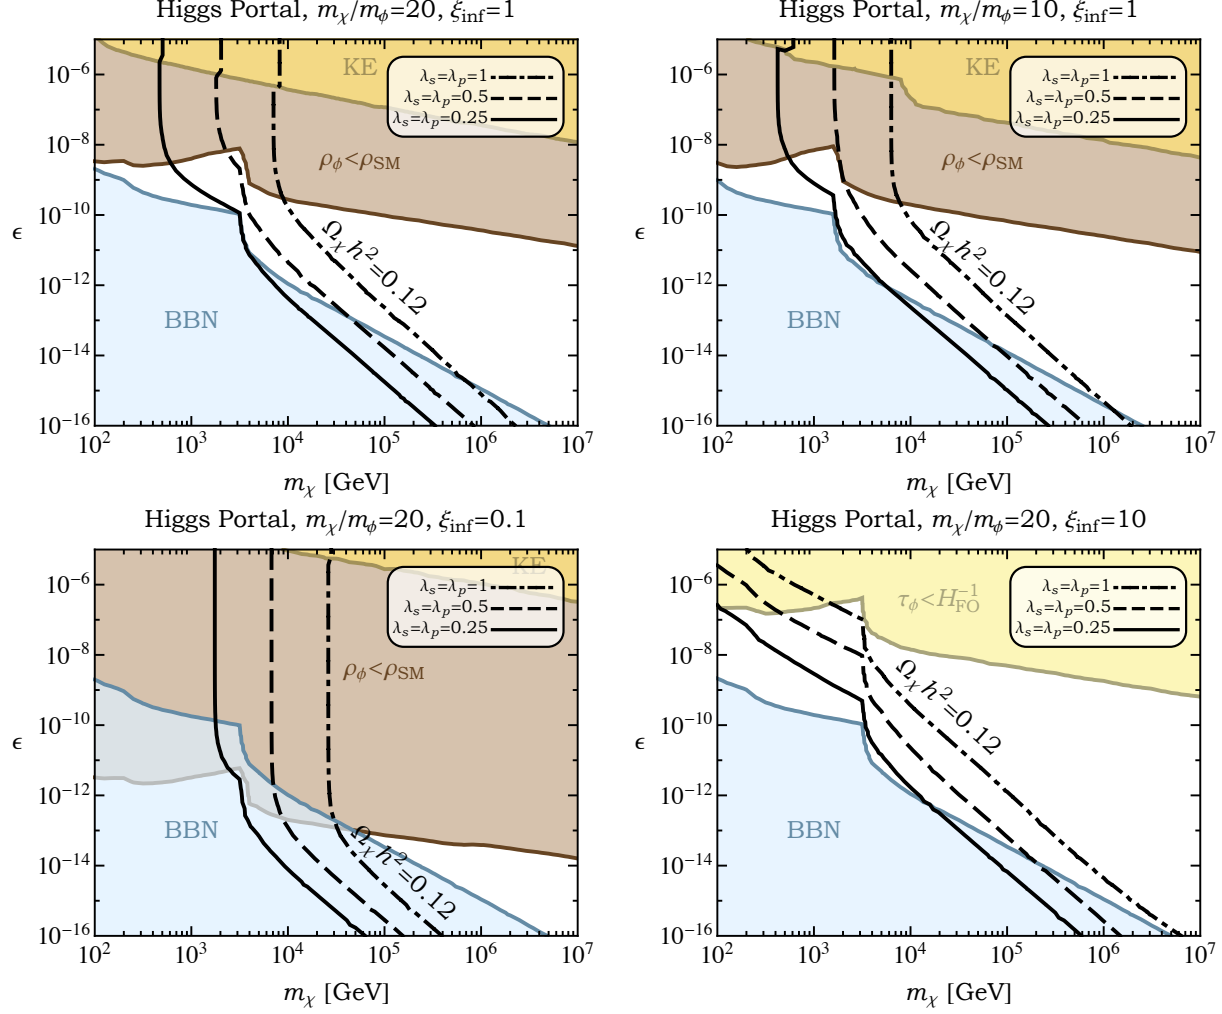 Higgs Portal, mχ/mϕ=20, ξinf=1
10⁻⁶
10⁻⁸
10⁻¹⁰
10⁻¹²
10⁻¹⁴
10⁻¹⁶
ϵ
KE
λs=λp=1
λs=λp=0.5
λs=λp=0.25
ρϕ<ρSM
Ωχh²=0.12
BBN
10² 10³ 10⁴ 10⁵ 10⁶ 10⁷
mχ [GeV]
Higgs Portal, mχ/mϕ=10, ξinf=1
10⁻⁶
10⁻⁸
10⁻¹⁰
10⁻¹²
10⁻¹⁴
10⁻¹⁶
ϵ
KE
λs=λp=1
λs=λp=0.5
λs=λp=0.25
ρϕ<ρSM
Ωχh²=0.12
BBN
10² 10³ 10⁴ 10⁵ 10⁶ 10⁷
mχ [GeV]
Higgs Portal, mχ/mϕ=20, ξinf=0.1
10⁻⁶
10⁻⁸
10⁻¹⁰
10⁻¹²
10⁻¹⁴
10⁻¹⁶
ϵ
KE
λs=λp=1
λs=λp=0.5
λs=λp=0.25
ρϕ<ρSM
BBN
Ωχh²=0.12
10² 10³ 10⁴ 10⁵ 10⁶ 10⁷
mχ [GeV]
Higgs Portal, mχ/mϕ=20, ξinf=10
10⁻⁶
10⁻⁸
10⁻¹⁰
10⁻¹²
10⁻¹⁴
10⁻¹⁶
ϵ
τϕ<H⁻¹FO
λs=λp=1
λs=λp=0.5
λs=λp=0.25
Ωχh²=0.12
BBN
10² 10³ 10⁴ 10⁵ 10⁶ 10⁷
mχ [GeV]